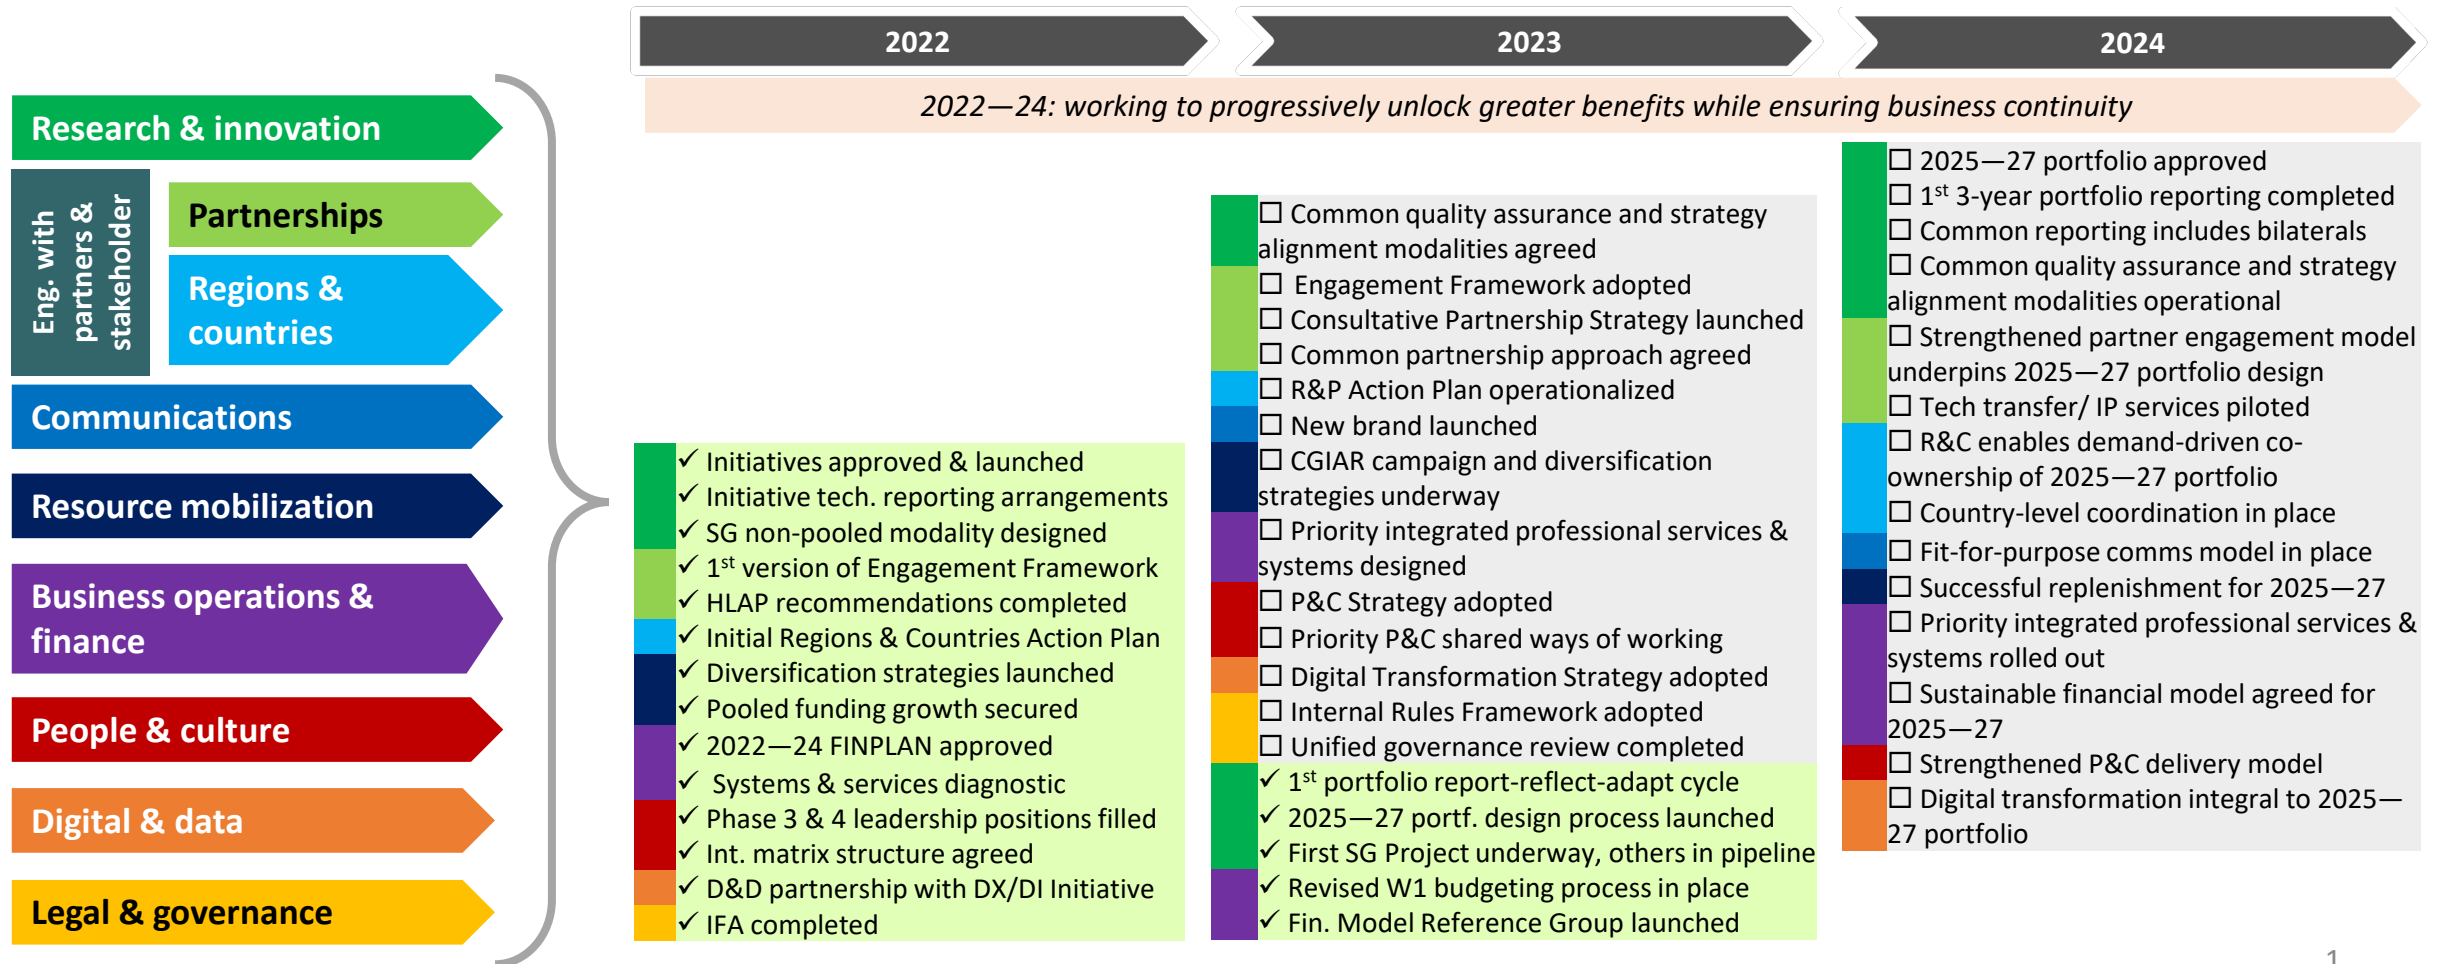 2022
2023
2024
2022—24: working to progressively unlock greater benefits while ensuring business continuity
Research & innovation
Eng. with
partners &
stakeholder
Partnerships
Regions &
countries
Communications
Resource mobilization
Business operations &
finance
People & culture
Digital & data
Legal & governance
✓ Initiatives approved & launched
✓ Initiative tech. reporting arrangements
✓ SG non-pooled modality designed
✓ 1st version of Engagement Framework
✓ HLAP recommendations completed
✓ Initial Regions & Countries Action Plan
✓ Diversification strategies launched
✓ Pooled funding growth secured
✓ 2022—24 FINPLAN approved
✓ Systems & services diagnostic
✓ Phase 3 & 4 leadership positions filled
✓ Int. matrix structure agreed
✓ D&D partnership with DX/DI Initiative
✓ IFA completed
☐ Common quality assurance and strategy
alignment modalities agreed
☐ Engagement Framework adopted
☐ Consultative Partnership Strategy launched
☐ Common partnership approach agreed
☐ R&P Action Plan operationalized
☐ New brand launched
☐ CGIAR campaign and diversification
strategies underway
☐ Priority integrated professional services &
systems designed
☐ P&C Strategy adopted
☐ Priority P&C shared ways of working
☐ Digital Transformation Strategy adopted
☐ Internal Rules Framework adopted
☐ Unified governance review completed
✓ 1st portfolio report-reflect-adapt cycle
✓ 2025—27 portf. design process launched
✓ First SG Project underway, others in pipeline
✓ Revised W1 budgeting process in place
✓ Fin. Model Reference Group launched
☐ 2025—27 portfolio approved
☐ 1st 3-year portfolio reporting completed
☐ Common reporting includes bilaterals
☐ Common quality assurance and strategy
alignment modalities operational
☐ Strengthened partner engagement model
underpins 2025—27 portfolio design
☐ Tech transfer/ IP services piloted
☐ R&C enables demand-driven co-
ownership of 2025—27 portfolio
☐ Country-level coordination in place
☐ Fit-for-purpose comms model in place
☐ Successful replenishment for 2025—27
☐ Priority integrated professional services &
systems rolled out
☐ Sustainable financial model agreed for
2025—27
☐ Strengthened P&C delivery model
☐ Digital transformation integral to 2025—
27 portfolio
1